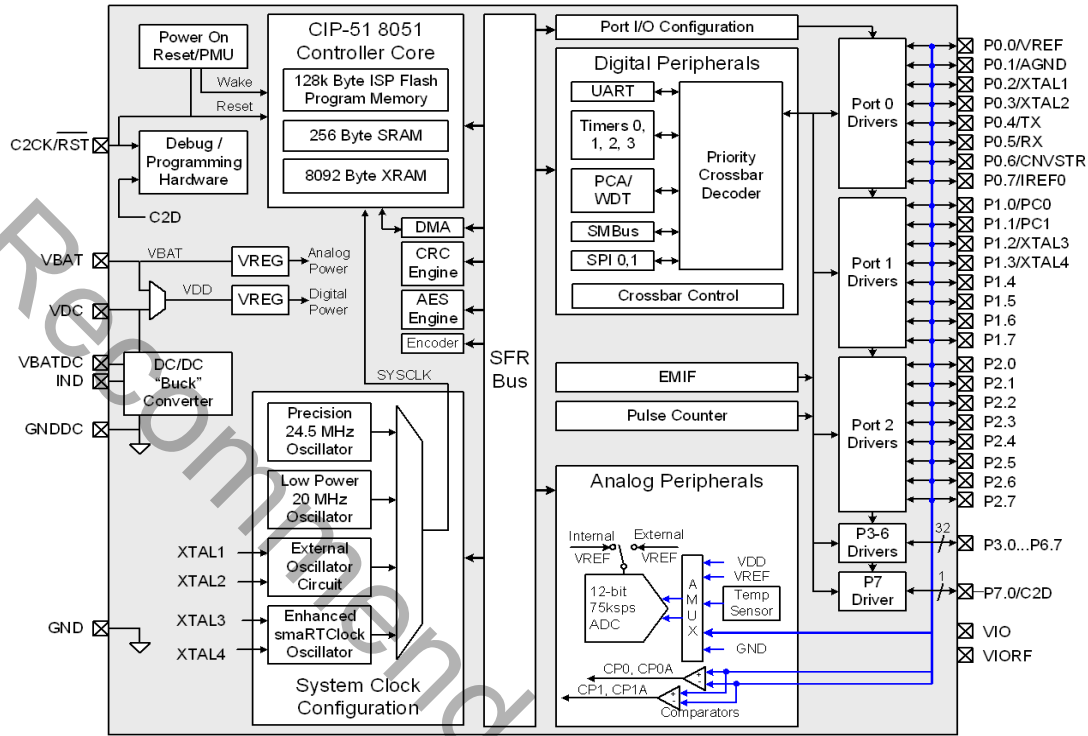 Power On
Reset/PMU
Wake
Reset
C2CK/RST
Debug /
Programming
Hardware
C2D
VBAT
VBAT
VREG
Analog
Power
VDD
VREG
Digital
Power
VDC
VBATDC
IND
DC/DC
"Buck"
Converter
GNDDC
GND
CIP-51 8051
Controller Core
128k Byte ISP Flash
Program Memory
256 Byte SRAM
8092 Byte XRAM
DMA
CRC
Engine
AES
Engine
Encoder
SYSCLK
Precision
24.5 MHz
Oscillator
Low Power
20 MHz
Oscillator
XTAL1
XTAL2
External
Oscillator
Circuit
XTAL3
XTAL4
Enhanced
smaRTClock
Oscillator
System Clock
Configuration
SFR
Bus
Port I/O Configuration
Digital Peripherals
UART
Timers 0,
1, 2, 3
PCA/
WDT
SMBus
SPI 0,1
Priority
Crossbar
Decoder
Crossbar Control
EMIF
Pulse Counter
Analog Peripherals
Internal
VREF
External
VREF
12-bit
75ksps
ADC
A
M
U
X
VDD
VREF
Temp
Sensor
GND
CP0, CP0A
CP1, CP1A
+
-
+
-
Comparators
Port 0
Drivers
Port 1
Drivers
Port 2
Drivers
P3-6
Drivers
P7
Driver
32
1
P0.0/VREF
P0.1/AGND
P0.2/XTAL1
P0.3/XTAL2
P0.4/TX
P0.5/RX
P0.6/CNVSTR
P0.7/IREF0
P1.0/PC0
P1.1/PC1
P1.2/XTAL3
P1.3/XTAL4
P1.4
P1.5
P1.6
P1.7
P2.0
P2.1
P2.2
P2.3
P2.4
P2.5
P2.6
P2.7
P3.0...P6.7
P7.0/C2D
VIO
VIORF
Recommend